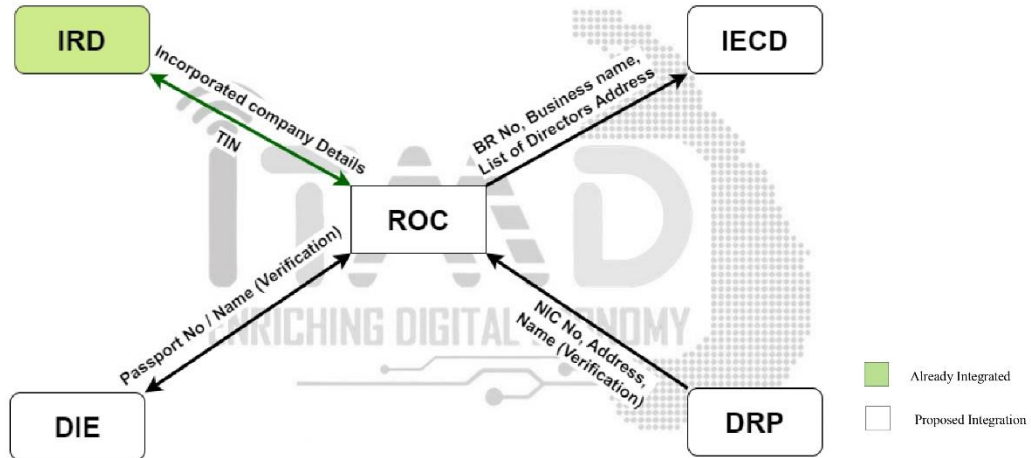 IRD
IECD
Incorporated company Details
TIN
BR No, Business name,
List of Directors Address
ROC
Passport No / Name (Verification)
NIC No, Address,
Name (Verification)
DIE
DRP
Already Integrated
Proposed Integration
ITMD
ENRICHING DIGITAL